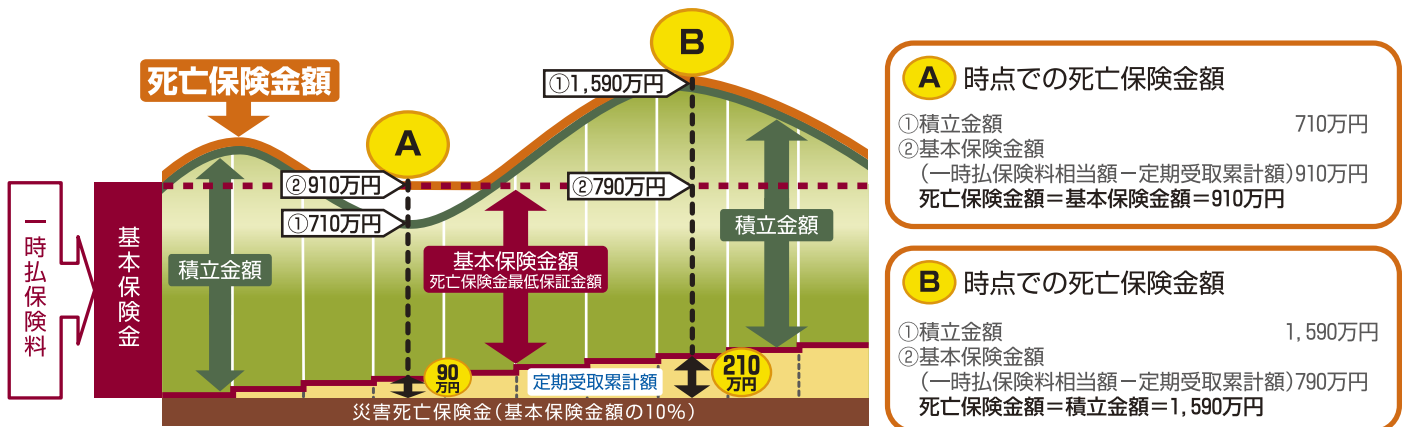 死亡保険金額
一時払保険料
基本保険金
A
B
①1,590万円
②910万円
①710万円
②790万円
積立金額
基本保険金額
死亡保険金最低保証金額
積立金額
90
万円
定期受取累計額
210
万円
災害死亡保険金(基本保険金額の10%)
A 時点での死亡保険金額
①積立金額 710万円
②基本保険金額
(一時払保険料相当額−定期受取累計額)910万円
死亡保険金額=基本保険金額=910万円
B 時点での死亡保険金額
①積立金額 1,590万円
②基本保険金額
(一時払保険料相当額−定期受取累計額)790万円
死亡保険金額=積立金額=1,590万円